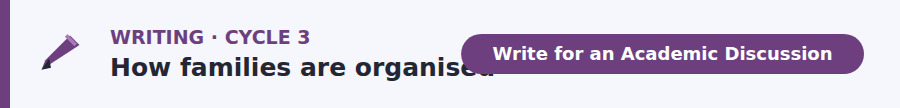 WRITING · CYCLE 3
How families are organised
Write for an Academic Discussion